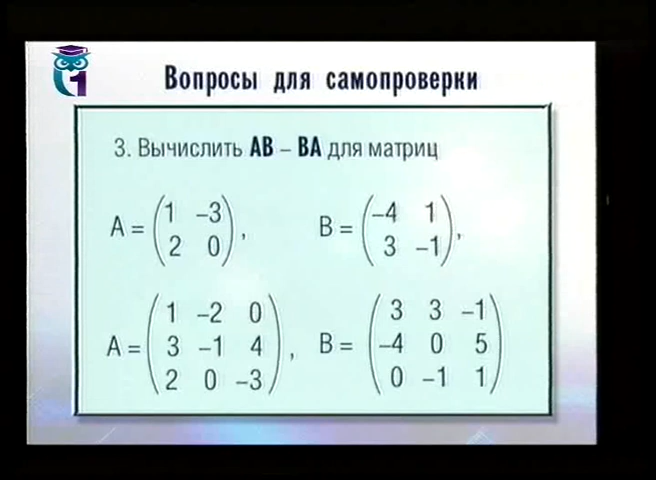 1
Вопросы для самопроверки
3. Вычислить AB – BA для матриц
A = (1 –3
2 0),
B = (–4 1
3 –1),
A = (1 –2 0
3 –1 4
2 0 –3),
B = (3 3 –1
–4 0 5
0 –1 1)